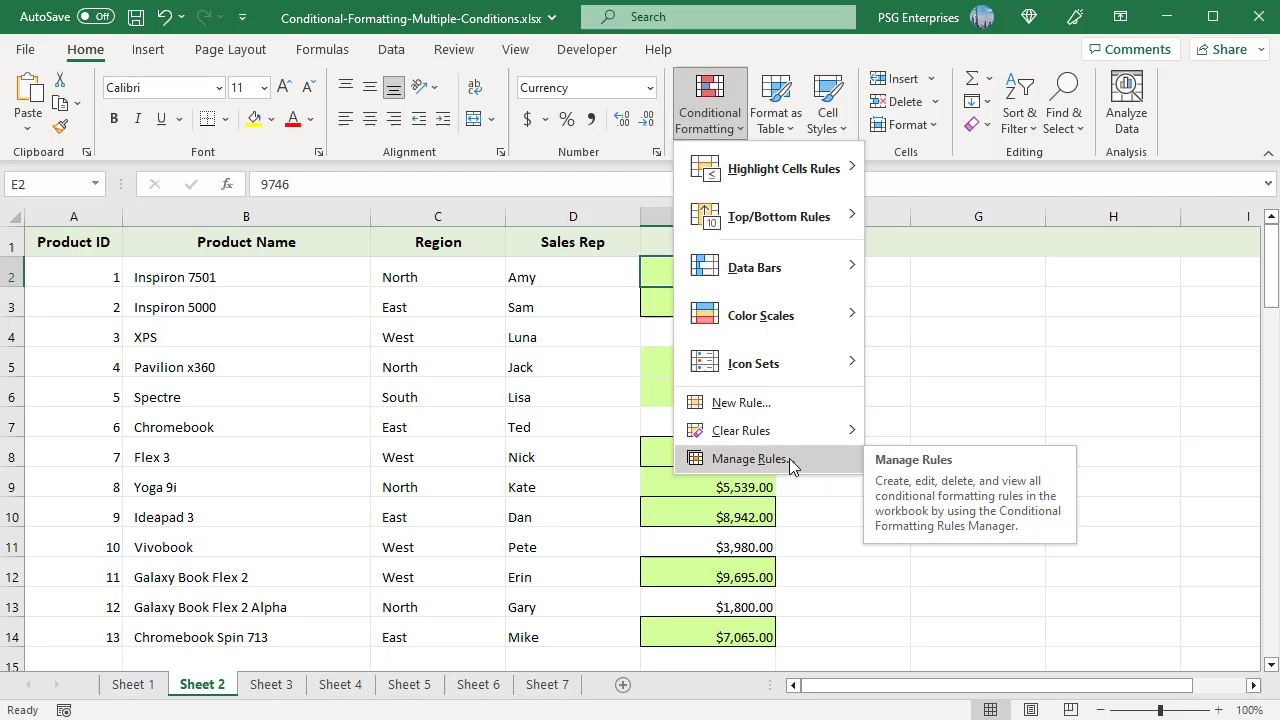 AutoSave Off Conditional-Formatting-Multiple-Conditions.xlsx Search PSG Enterprises
File Home Insert Page Layout Formulas Data Review View Developer Help Comments Share
Paste
Clipboard
Calibri 11
B I U A
Font
ab
Alignment
Currency
$ % 9
Number
Conditional Formatting
Format as Table
Cell Styles
Insert
Delete
Format
Cells
Sort & Filter
Find & Select
Editing
Analyze Data
Analysis
E2 fx 9746
Highlight Cells Rules
Top/Bottom Rules
Data Bars
Color Scales
Icon Sets
New Rule...
Clear Rules
Manage Rules...
Manage Rules
Create, edit, delete, and view all
conditional formatting rules in the
workbook by using the Conditional
Formatting Rules Manager.
A B C D G H I
1 Product ID Product Name Region Sales Rep
2 1 Inspiron 7501 North Amy
3 2 Inspiron 5000 East Sam
4 3 XPS West Luna
5 4 Pavilion x360 North Jack
6 5 Spectre South Lisa
7 6 Chromebook East Ted
8 7 Flex 3 West Nick
9 8 Yoga 9i North Kate $5,539.00
10 9 Ideapad 3 East Dan $8,942.00
11 10 Vivobook West Pete $3,980.00
12 11 Galaxy Book Flex 2 West Erin $9,695.00
13 12 Galaxy Book Flex 2 Alpha North Gary $1,800.00
14 13 Chromebook Spin 713 East Mike $7,065.00
15
Sheet 1 Sheet 2 Sheet 3 Sheet 4 Sheet 5 Sheet 6 Sheet 7
Ready 100%